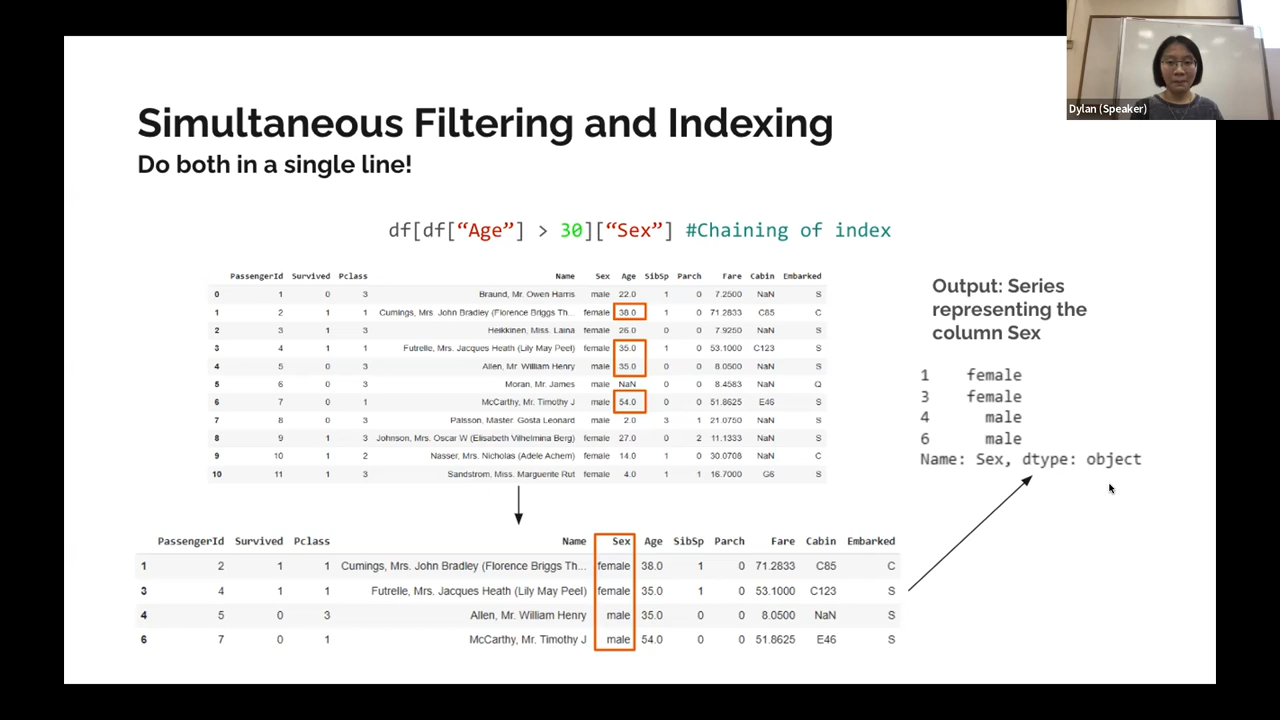 Dylan (Speaker)
Simultaneous Filtering and Indexing
Do both in a single line!
df[df[“Age”] > 30][“Sex”] #Chaining of index
PassengerId Survived Pclass Name Sex Age SibSp Parch Fare Cabin Embarked
0 1 0 3 Braund, Mr. Owen Harris male 22.0 1 0 7.2500 NaN S
1 2 1 1 Cumings, Mrs. John Bradley (Florence Briggs Th... female 38.0 1 0 71.2833 C85 C
2 3 1 3 Heikkinen, Miss. Laina female 26.0 0 0 7.9250 NaN S
3 4 1 1 Futrelle, Mrs. Jacques Heath (Lily May Peel) female 35.0 1 0 53.1000 C123 S
4 5 0 3 Allen, Mr. William Henry male 35.0 0 0 8.0500 NaN S
5 6 0 3 Moran, Mr. James male NaN 0 0 8.4583 NaN Q
6 7 0 1 McCarthy, Mr. Timothy J male 54.0 0 0 51.8625 E46 S
7 8 0 3 Palsson, Master. Gosta Leonard male 2.0 3 1 21.0750 NaN S
8 9 1 3 Johnson, Mrs. Oscar W (Elisabeth Vilhelmina Berg) female 27.0 0 2 11.1333 NaN S
9 10 1 2 Nasser, Mrs. Nicholas (Adele Achem) female 14.0 1 0 30.0708 NaN C
10 11 1 3 Sandstrom, Miss. Marguerite Rut female 4.0 1 1 16.7000 G6 S
Output: Series
representing the
column Sex
1 female
3 female
4 male
6 male
Name: Sex, dtype: object
PassengerId Survived Pclass Name Sex Age SibSp Parch Fare Cabin Embarked
1 2 1 1 Cumings, Mrs. John Bradley (Florence Briggs Th... female 38.0 1 0 71.2833 C85 C
3 4 1 1 Futrelle, Mrs. Jacques Heath (Lily May Peel) female 35.0 1 0 53.1000 C123 S
4 5 0 3 Allen, Mr. William Henry male 35.0 0 0 8.0500 NaN S
6 7 0 1 McCarthy, Mr. Timothy J male 54.0 0 0 51.8625 E46 S